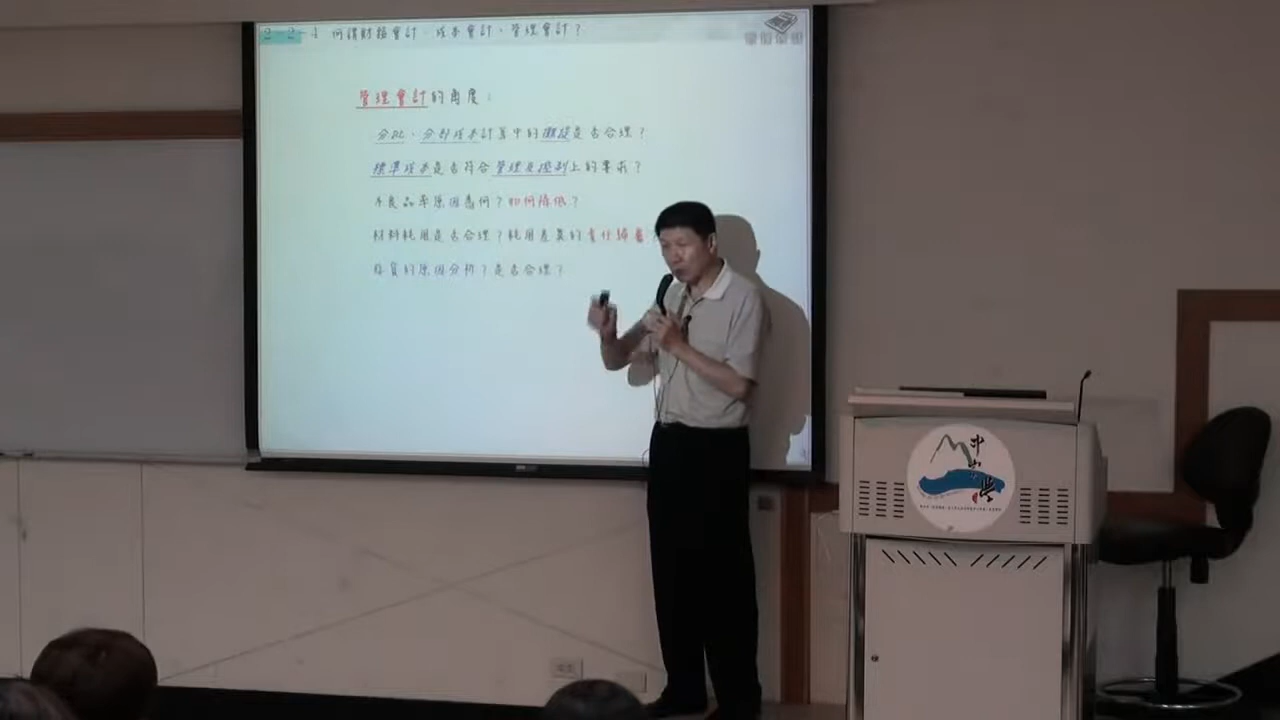 2-2-4 何謂財務會計、成本會計、管理會計?
管理會計的角度:
分批、分部成本計算中的攤提是否合理?
標準成本是否符合管理及控制上的要求?
不良品率原因為何?如何降低?
材料耗用是否合理?耗用差異的責任歸屬
存貨的原因分析?是否合理?